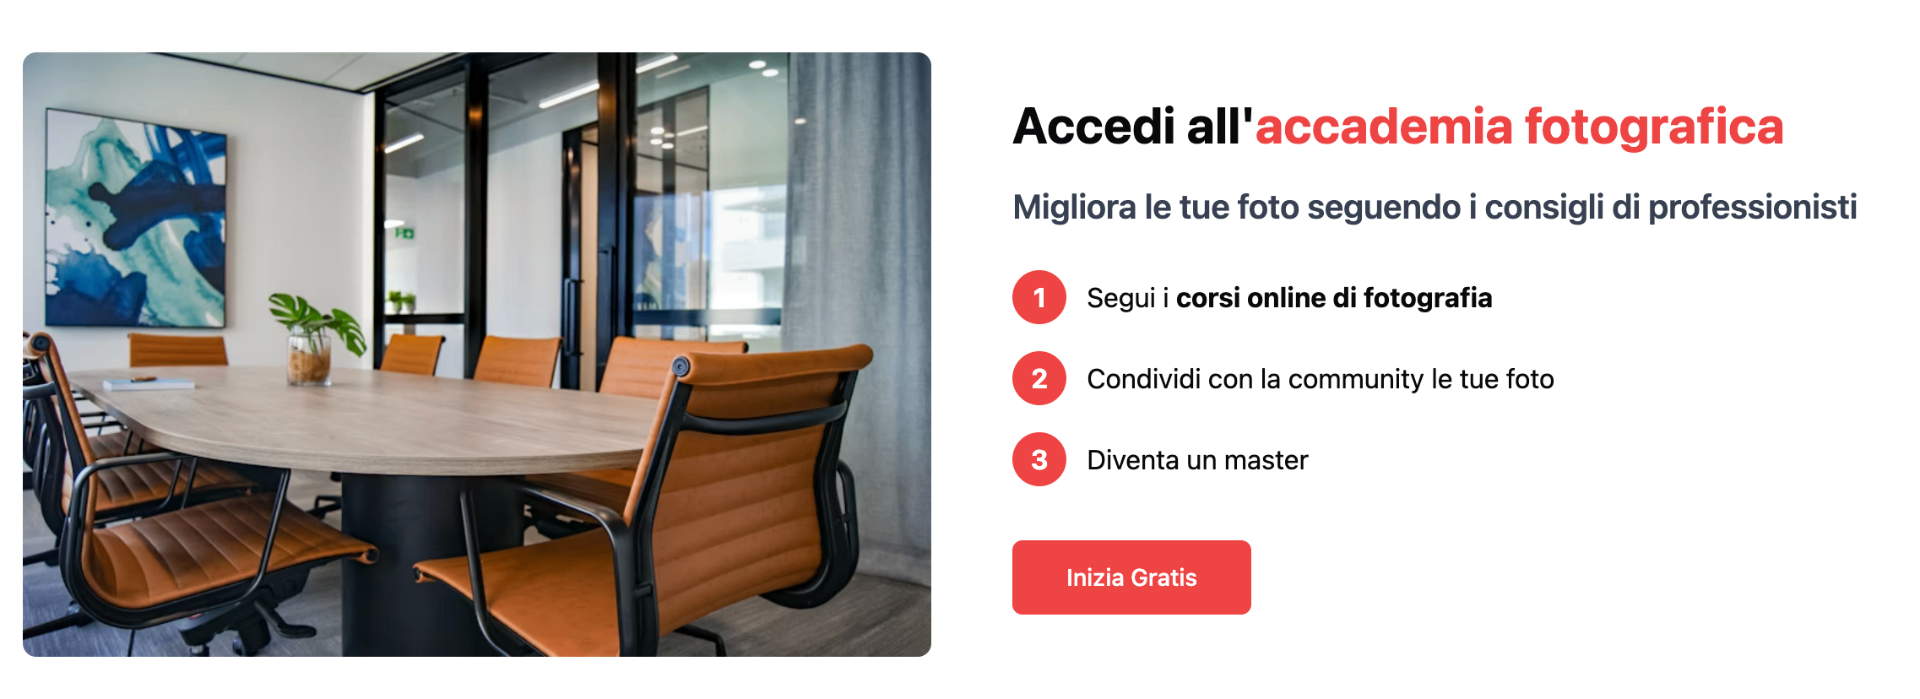 Accedi all'accademia fotografica
Migliora le tue foto seguendo i consigli di professionisti
1 Segui i corsi online di fotografia
2 Condividi con la community le tue foto
3 Diventa un master
Inizia Gratis